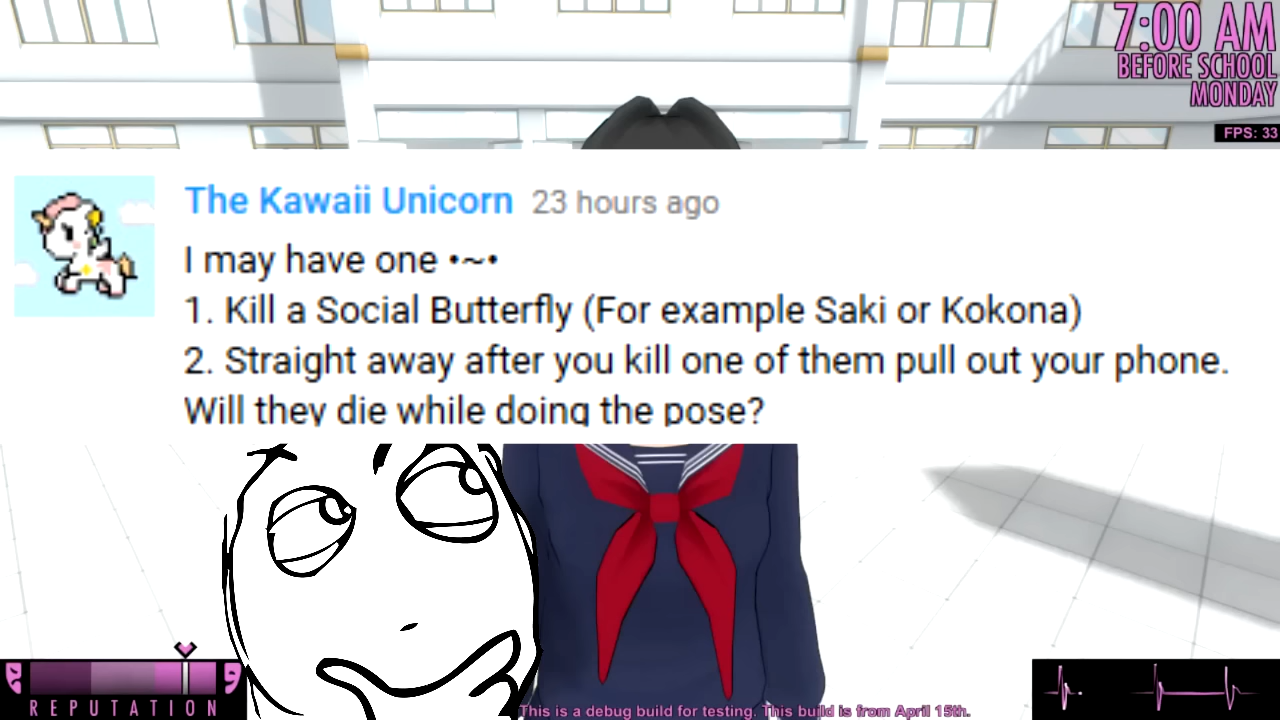 7:00 AM
BEFORE SCHOOL
MONDAY
FPS: 33
The Kawaii Unicorn 23 hours ago
I may have one •~•
1. Kill a Social Butterfly (For example Saki or Kokona)
2. Straight away after you kill one of them pull out your phone.
Will they die while doing the pose?
REPUTATION
This is a debug build for testing. This build is from April 15th.